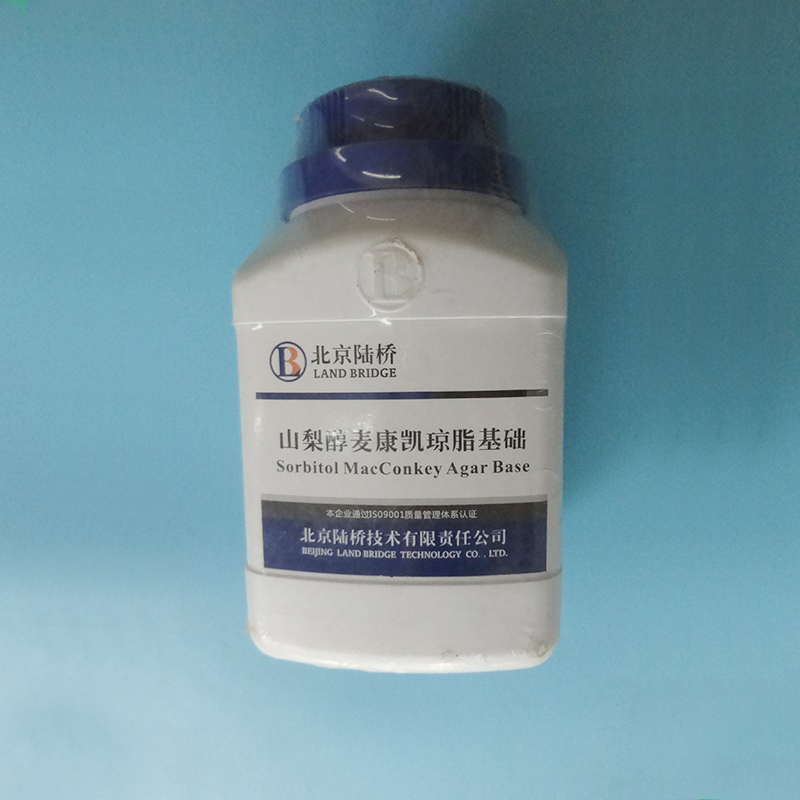 LB
北京陆桥
LAND BRIDGE
山梨醇麦康凯琼脂基础
Sorbitol MacConkey Agar Base
本企业通过ISO9001质量管理体系认证
北京陆桥技术有限责任公司
BEIJING LAND BRIDGE TECHNOLOGY CO., LTD.